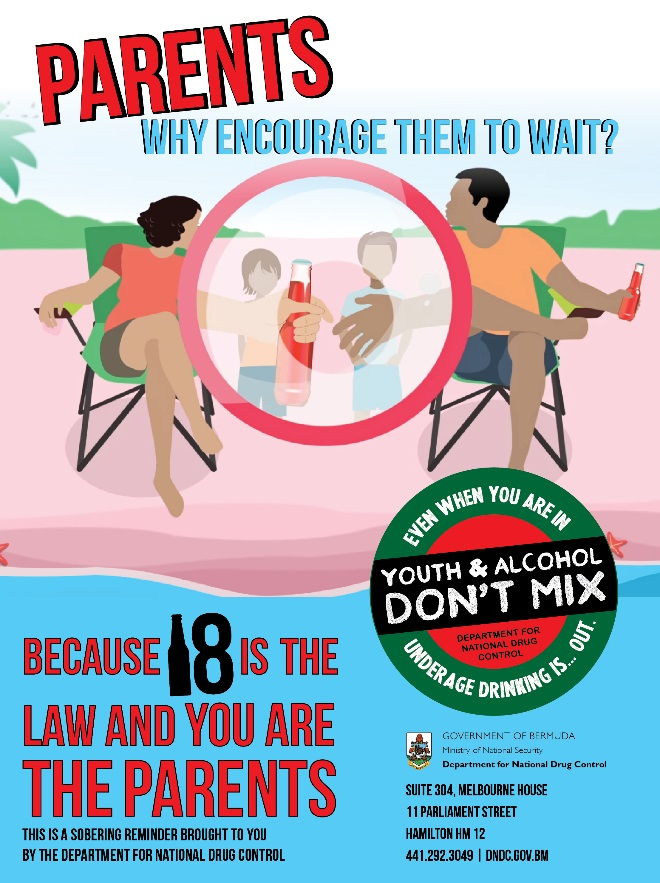 PARENTS
WHY ENCOURAGE THEM TO WAIT?
EVEN WHEN YOU ARE IN
YOUTH & ALCOHOL
DON'T MIX
DEPARTMENT FOR
NATIONAL DRUG
CONTROL
UNDERAGE DRINKING IS... OUT.
BECAUSE 18 IS THE
LAW AND YOU ARE
THE PARENTS
THIS IS A SOBERING REMINDER BROUGHT TO YOU
BY THE DEPARTMENT FOR NATIONAL DRUG CONTROL
GOVERNMENT OF BERMUDA
Ministry of National Security
Department for National Drug Control
SUITE 304, MELBOURNE HOUSE
11 PARLIAMENT STREET
HAMILTON HM 12
441.292.3049 | DNDC.GOV.BM